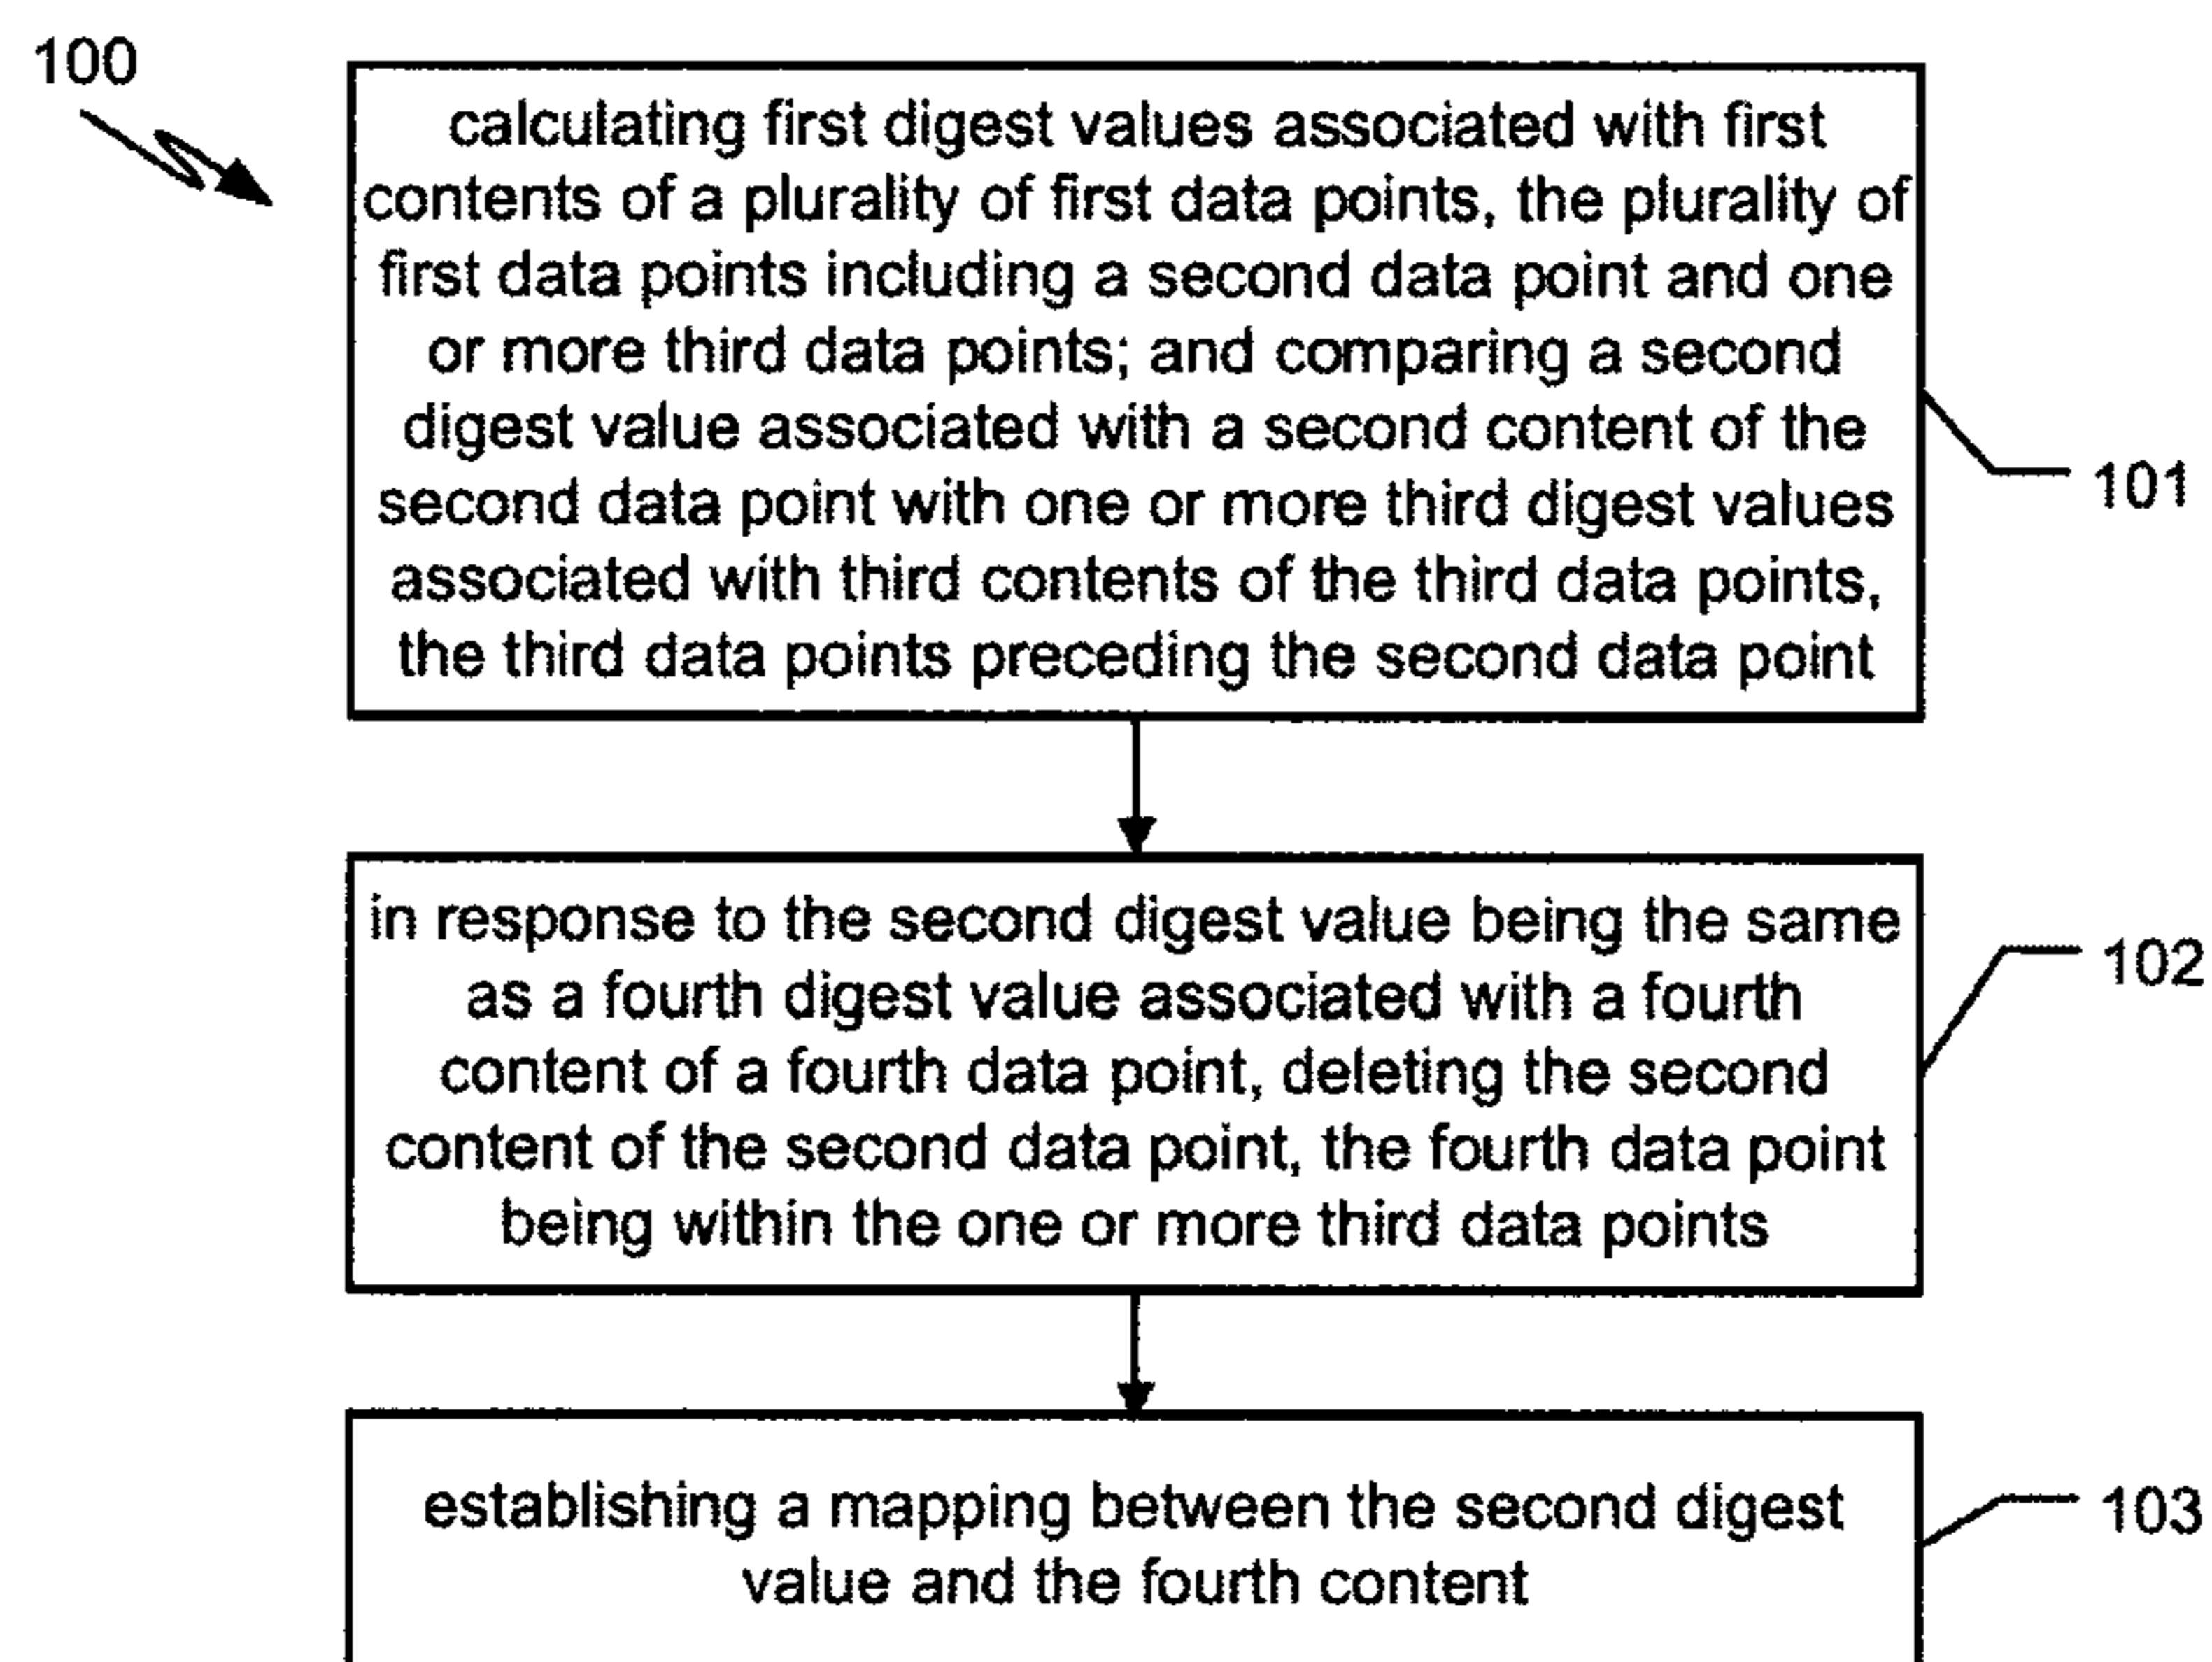 100
calculating first digest values associated with first
contents of a plurality of first data points, the plurality of
first data points including a second data point and one
or more third data points; and comparing a second
digest value associated with a second content of the
second data point with one or more third digest values
associated with third contents of the third data points,
the third data points preceding the second data point
101
in response to the second digest value being the same
as a fourth digest value associated with a fourth
content of a fourth data point, deleting the second
content of the second data point, the fourth data point
being within the one or more third data points
102
establishing a mapping between the second digest
value and the fourth content
103